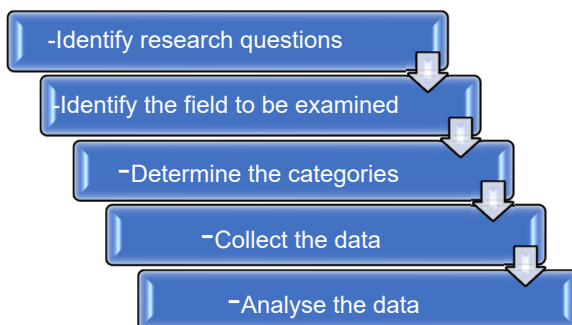 -Identify research questions
-Identify the field to be examined
-Determine the categories
-Collect the data
-Analyse the data